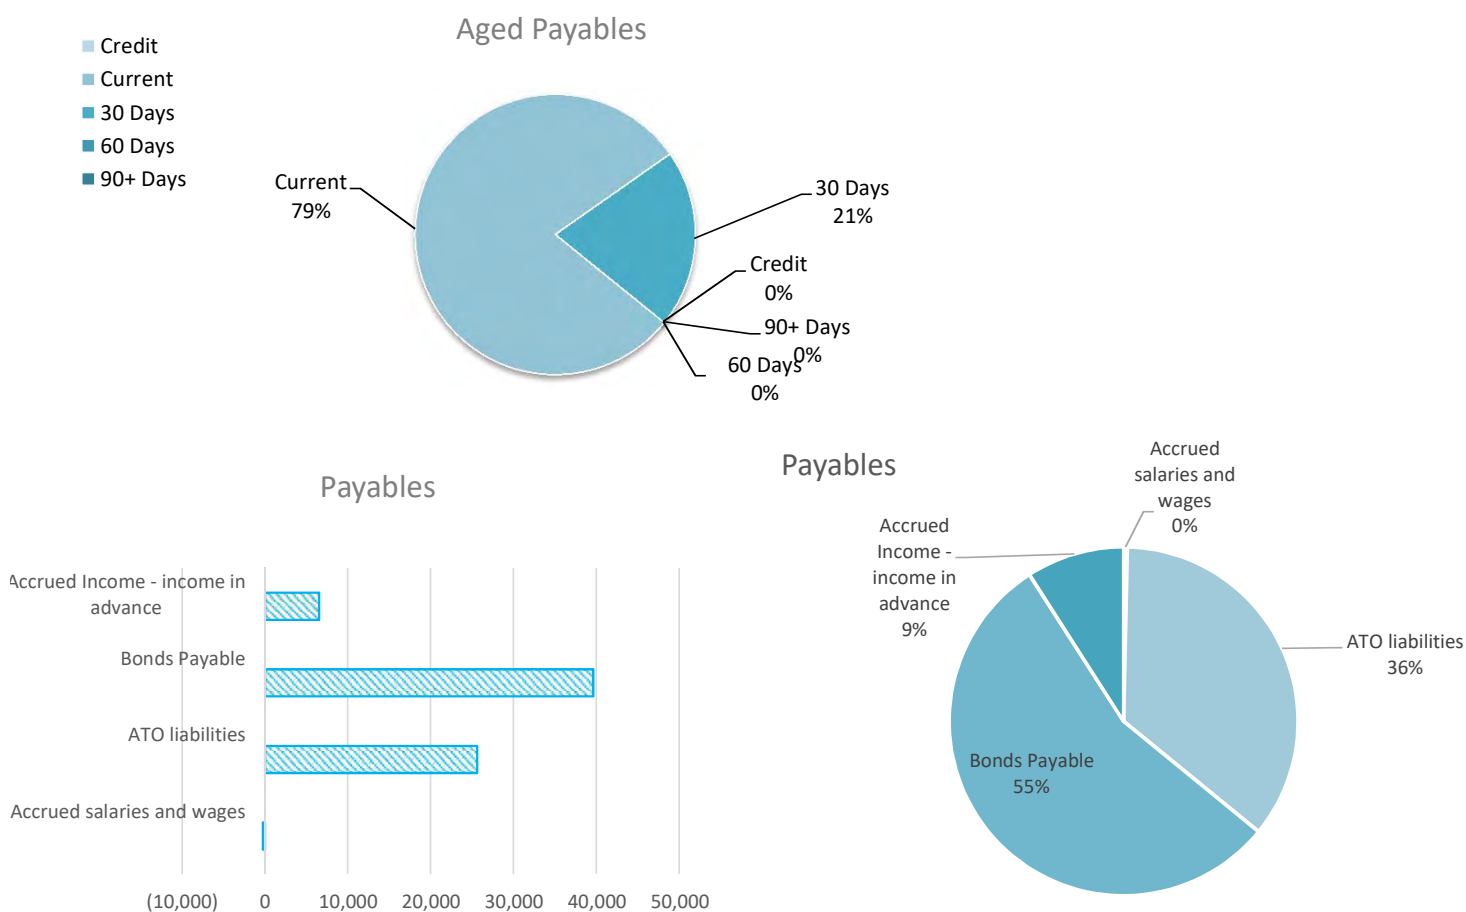 Aged Payables
Credit
Current
30 Days
60 Days
90+ Days
Current
79%
30 Days
21%
Credit
0%
90+ Days
0%
60 Days
0%
Payables
Accrued Income - income in
advance
Bonds Payable
ATO liabilities
Accrued salaries and wages
(10,000)
0
10,000
20,000
30,000
40,000
50,000
Payables
Accrued
salaries and
wages
0%
Accrued
Income -
income in
advance
9%
ATO liabilities
36%
Bonds Payable
55%